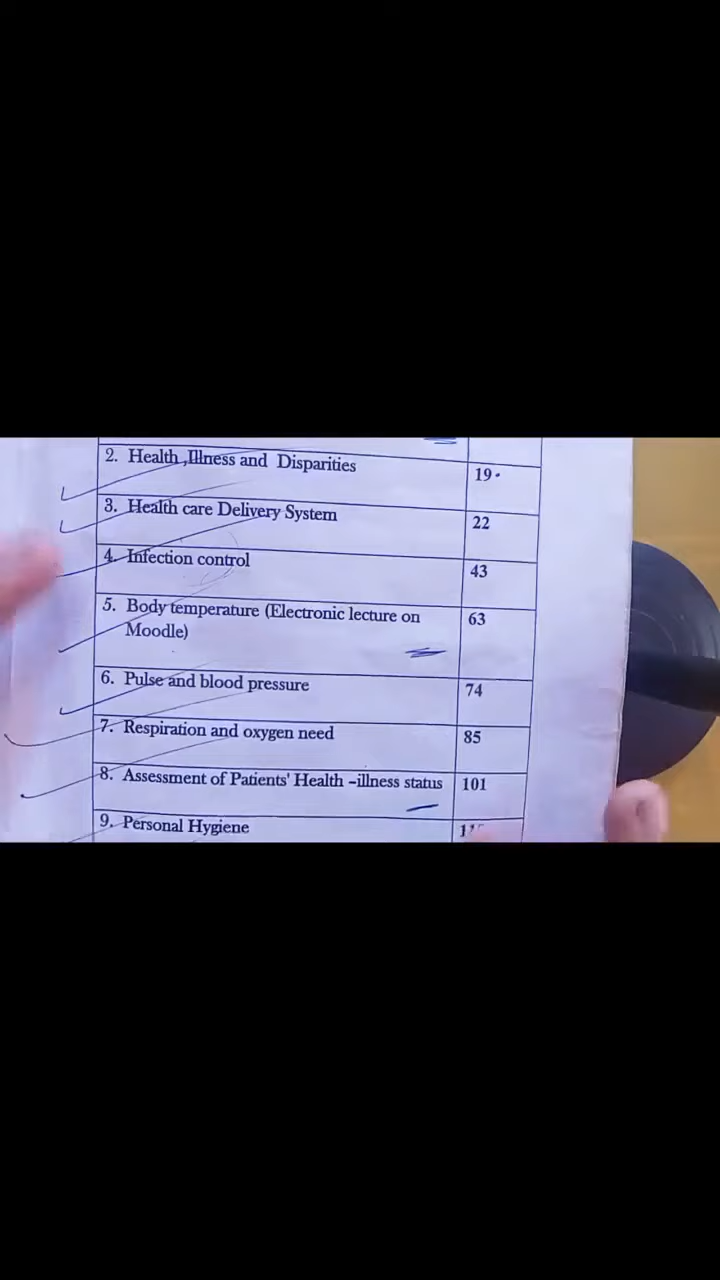 2. Health ,Illness and Disparities 19
3. Health care Delivery System 22
4. Infection control 43
5. Body temperature (Electronic lecture on 63
Moodle)
6. Pulse and blood pressure 74
7. Respiration and oxygen need 85
8. Assessment of Patients' Health -illness status 101
9. Personal Hygiene